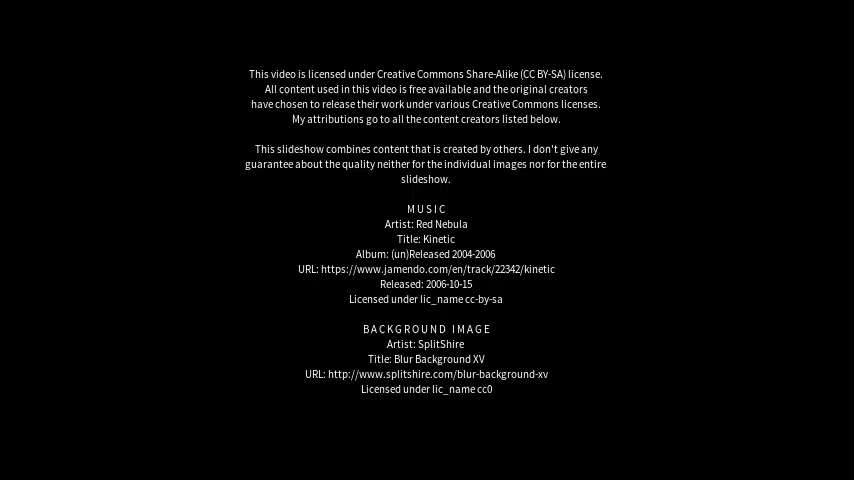 This video is licensed under Creative Commons Share-Alike (CC BY-SA) license.
All content used in this video is free available and the original creators
have chosen to release their work under various Creative Commons licenses.
My attributions go to all the content creators listed below.
This slideshow combines content that is created by others. I don't give any
guarantee about the quality neither for the individual images nor for the entire
slideshow.
MUSIC
Artist: Red Nebula
Title: Kinetic
Album: (un)Released 2004-2006
URL: https://www.jamendo.com/en/track/22342/kinetic
Released: 2006-10-15
Licensed under lic_name cc-by-sa
BACKGROUND IMAGE
Artist: SplitShire
Title: Blur Background XV
URL: http://www.splitshire.com/blur-background-xv
Licensed under lic_name cc0